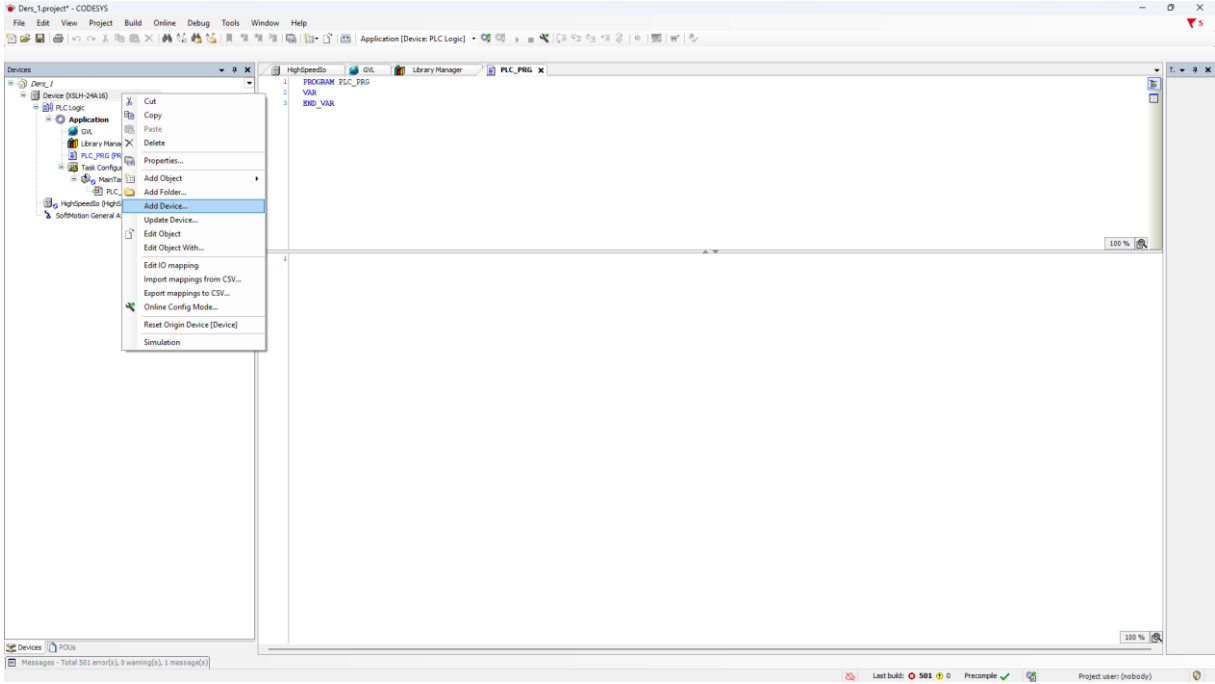 Ders_1.project* - CODESYS
File Edit View Project Build Online Debug Tools Window Help
5
Application [Device: PLC Logic]
Devices
Ders_1
Device (XSLH-24A16)
PLC Logic
Application
GVL
Library Mana
PLC_PRG (PR
Task Configu
MainTa
PLC_
HighSpeedIo (HighS
SoftMotion General A
Cut
Copy
Paste
Delete
Properties...
Add Object
Add Folder...
Add Device...
Update Device...
Edit Object
Edit Object With...
Edit IO mapping
Import mappings from CSV...
Export mappings to CSV...
Online Config Mode...
Reset Origin Device [Device]
Simulation
HighSpeedIo GVL Library Manager PLC_PRG
T.
1 PROGRAM PLC_PRG
2 VAR
3 END_VAR
100 %
1
100 %
Devices POUs
Messages - Total 501 error(s), 0 warning(s), 1 message(s)
Last build: 501 0 Precompile Project user: (nobody)